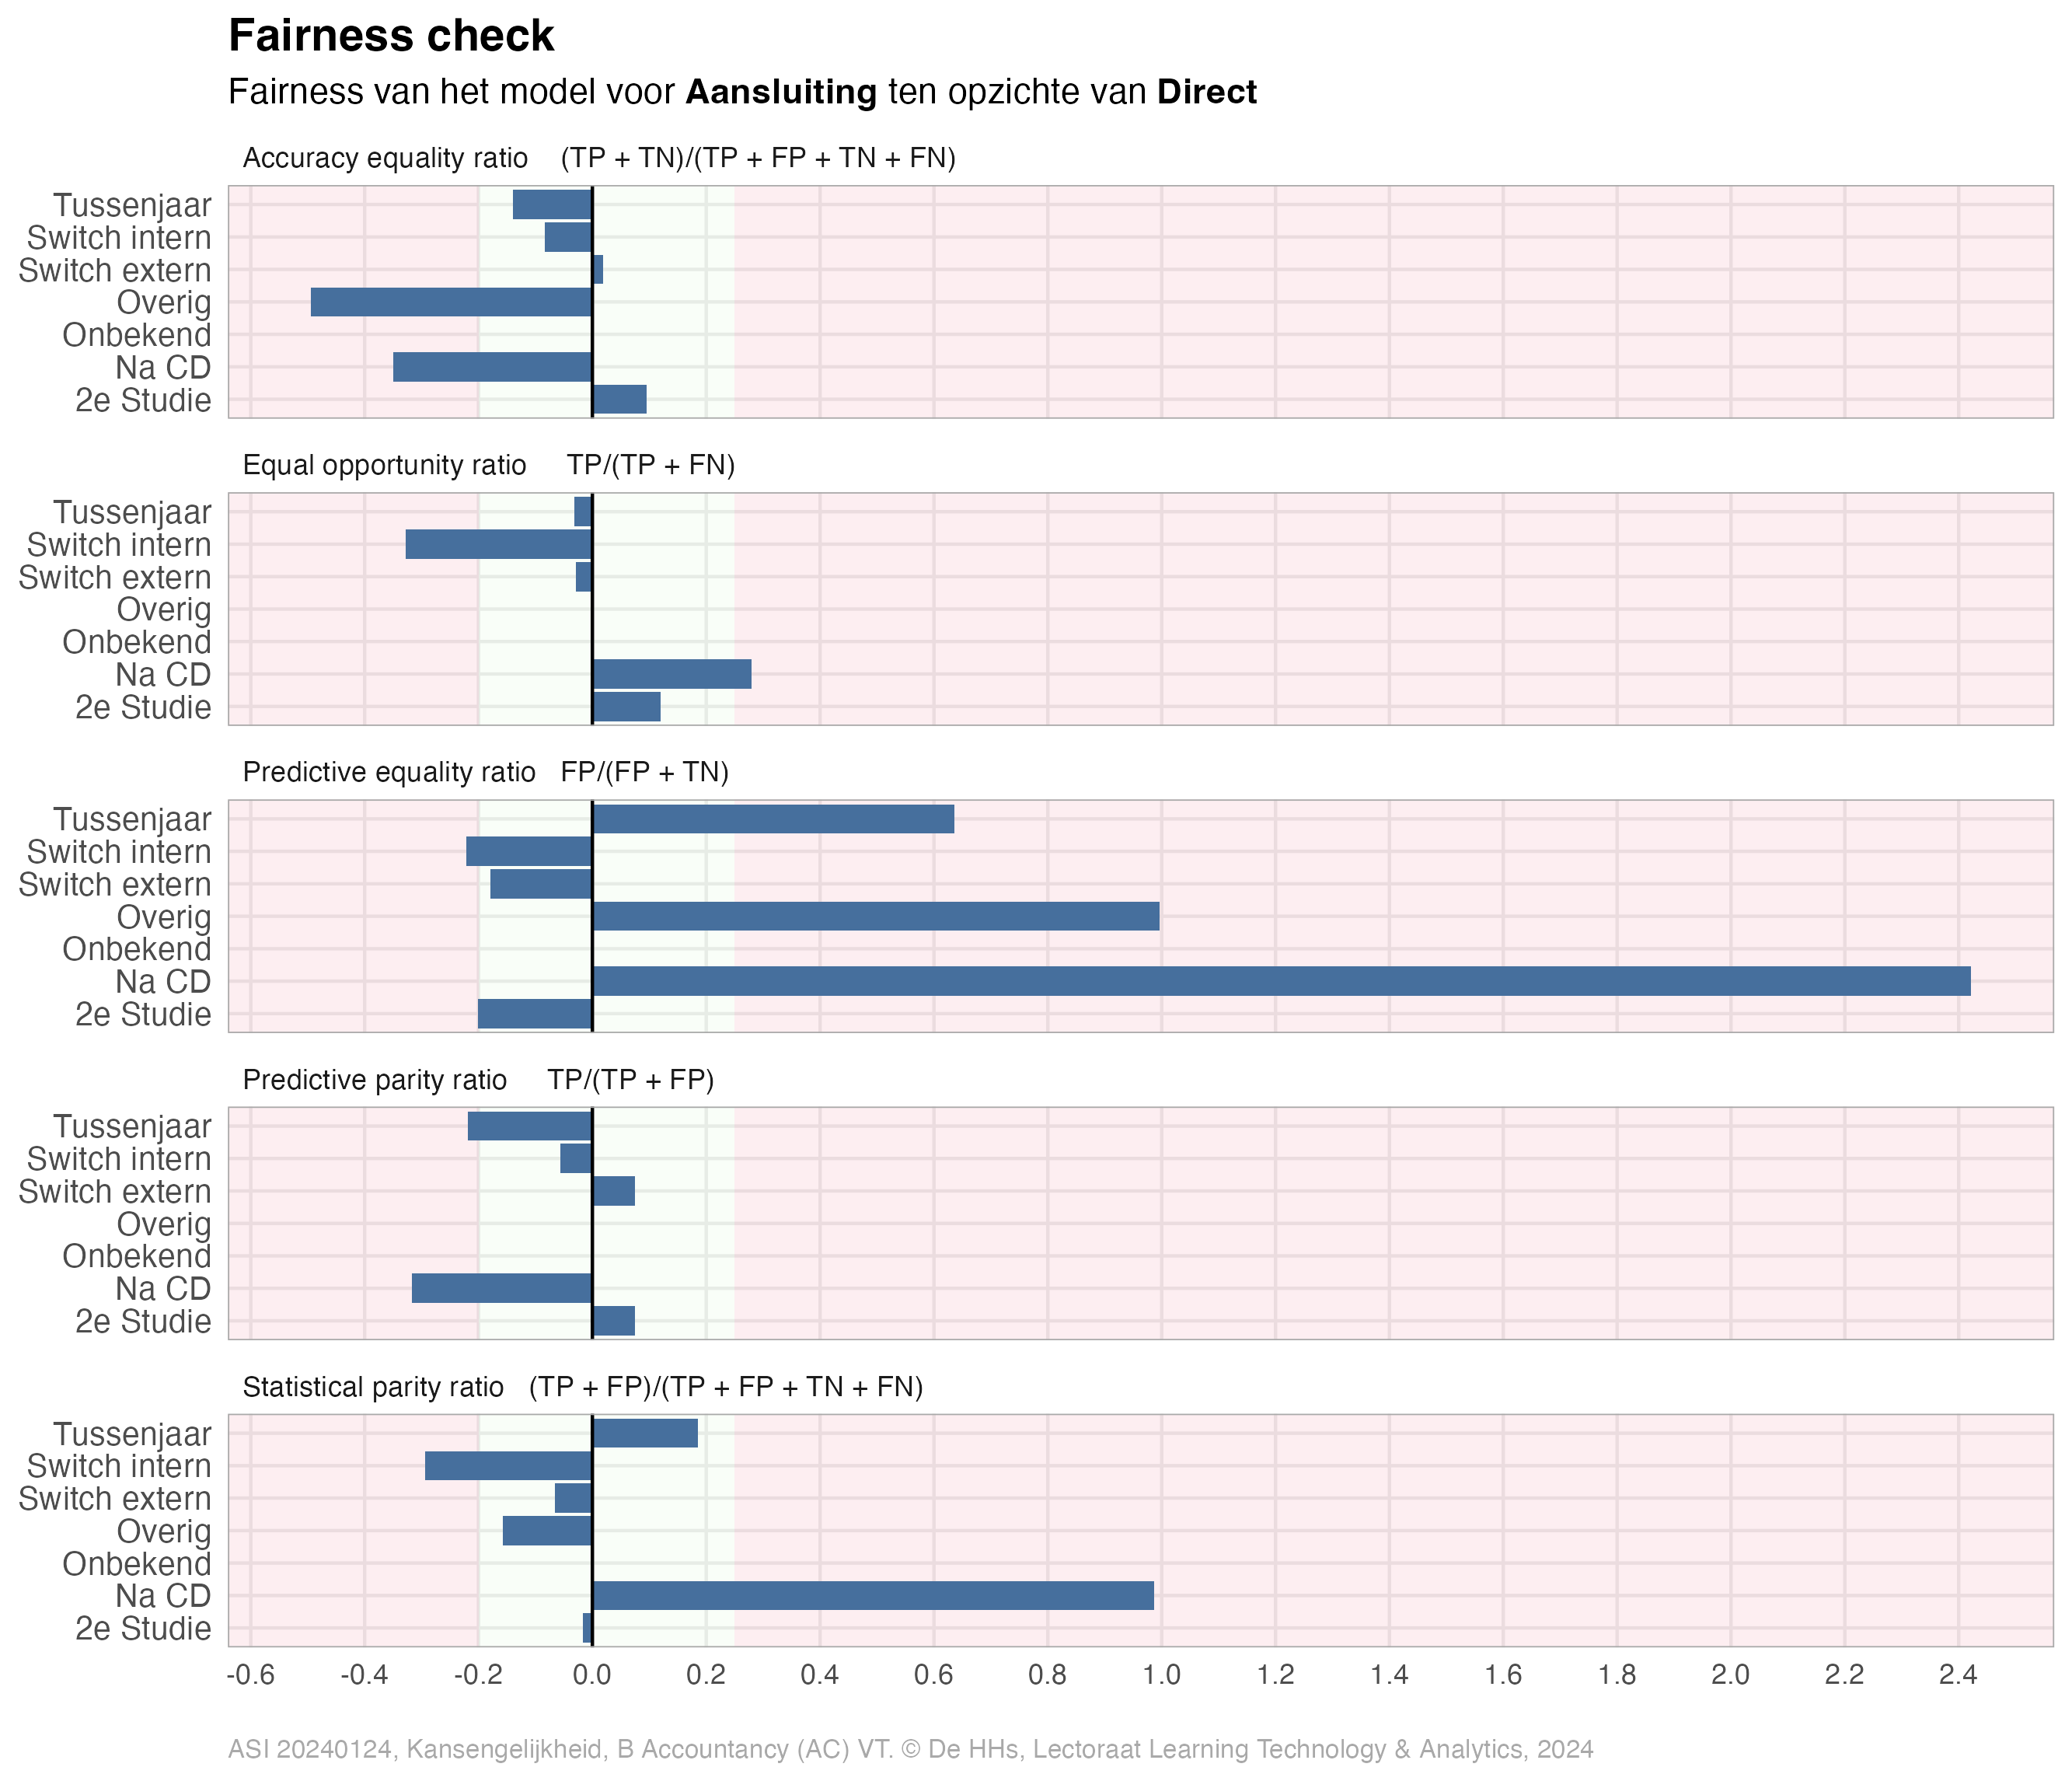 Fairness check
Fairness van het model voor Aansluiting ten opzichte van Direct
Accuracy equality ratio (TP + TN)/(TP + FP + TN + FN)
Tussenjaar
Switch intern
Switch extern
Overig
Onbekend
Na CD
2e Studie
Equal opportunity ratio TP/(TP + FN)
Tussenjaar
Switch intern
Switch extern
Overig
Onbekend
Na CD
2e Studie
Predictive equality ratio FP/(FP + TN)
Tussenjaar
Switch intern
Switch extern
Overig
Onbekend
Na CD
2e Studie
Predictive parity ratio TP/(TP + FP)
Tussenjaar
Switch intern
Switch extern
Overig
Onbekend
Na CD
2e Studie
Statistical parity ratio (TP + FP)/(TP + FP + TN + FN)
Tussenjaar
Switch intern
Switch extern
Overig
Onbekend
Na CD
2e Studie
-0.6 -0.4 -0.2 0.0 0.2 0.4 0.6 0.8 1.0 1.2 1.4 1.6 1.8 2.0 2.2 2.4
ASI 20240124, Kansengelijkheid, B Accountancy (AC) VT. © De HHs, Lectoraat Learning Technology & Analytics, 2024